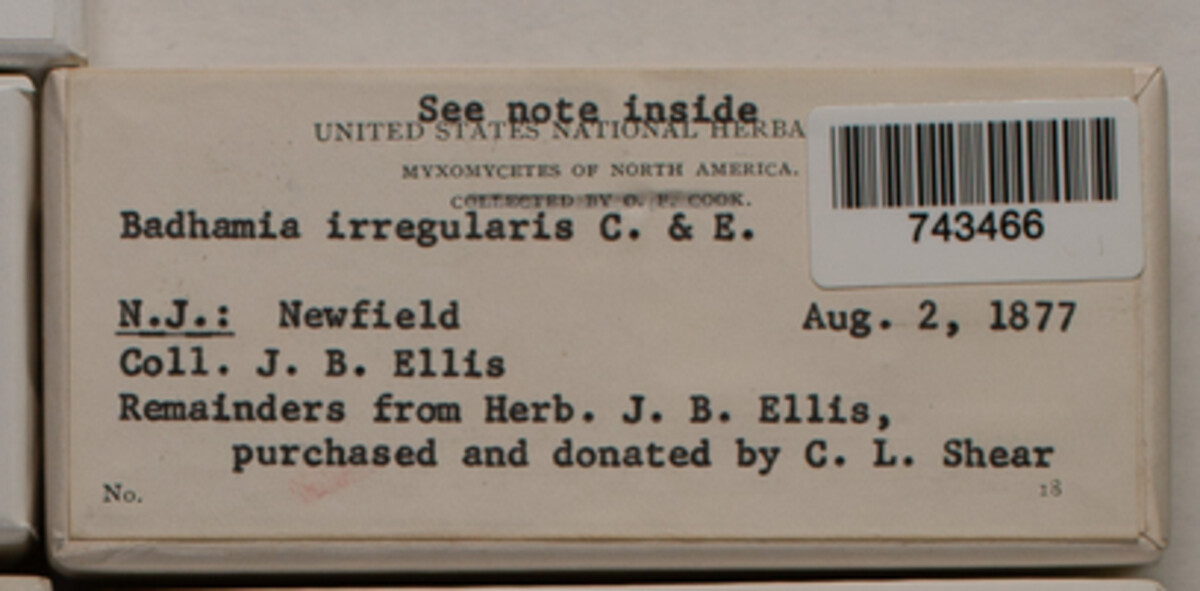 See note inside
UNITED STATES NATIONAL HERBA
MYXOMYCETES OF NORTH AMERICA.
COLLECTED BY O. F. COOK.
743466
Badhamia irregularis C. & E.
N.J.: Newfield Aug. 2, 1877
Coll. J. B. Ellis
Remainders from Herb. J. B. Ellis,
purchased and donated by C. L. Shear
No. 18